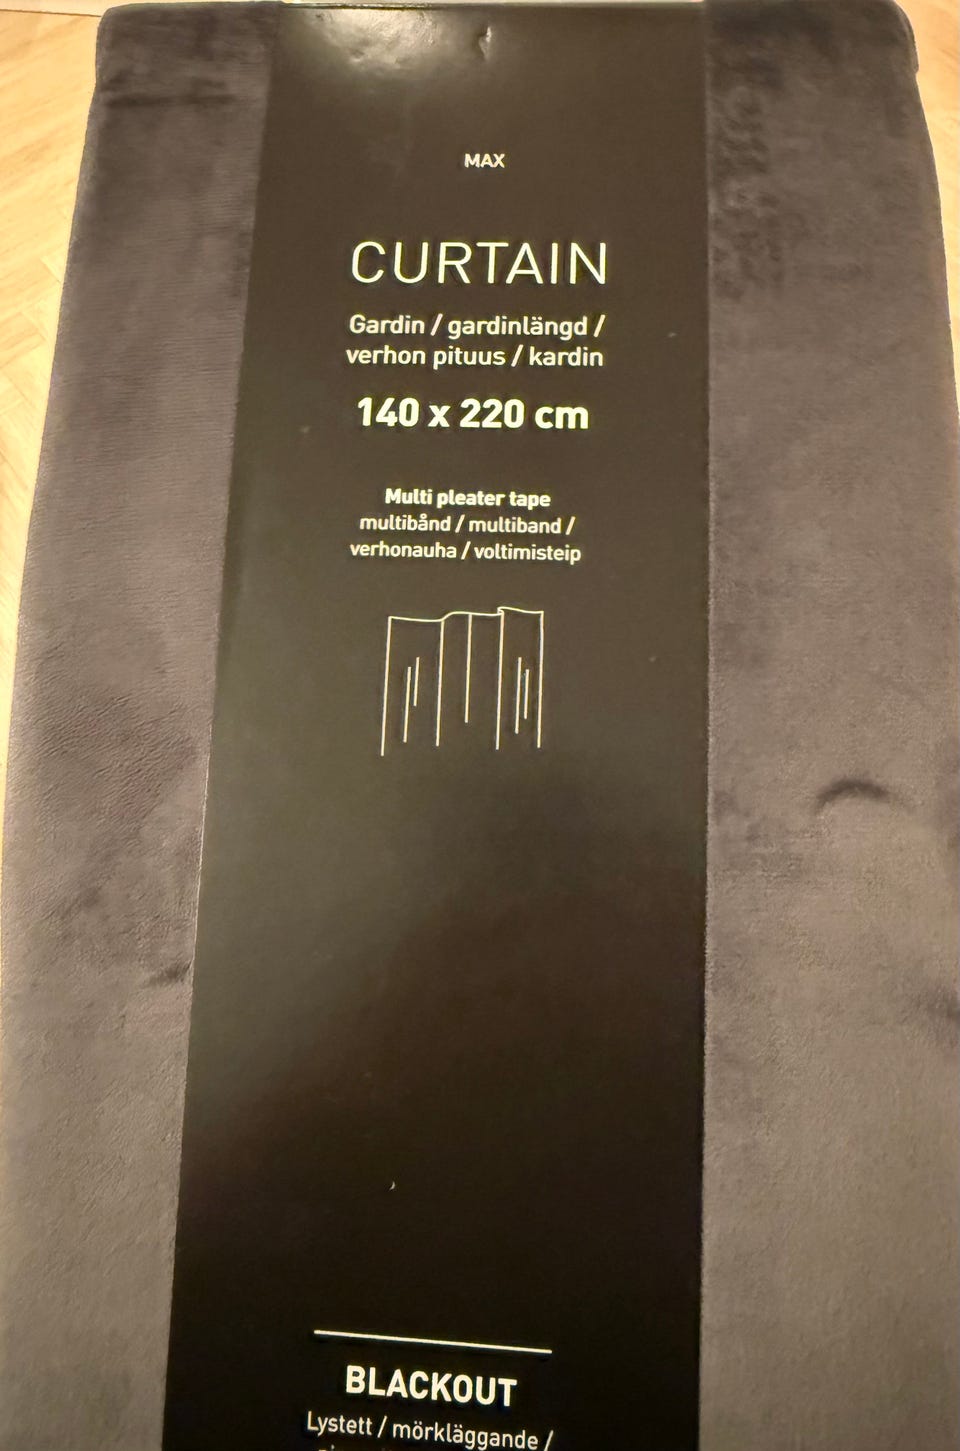 MAX
CURTAIN
Gardin / gardinlängd /
verhon pituus / kardin
140 x 220 cm
Multi pleater tape
multibånd / multiband /
verhonauha / voltimisteip
BLACKOUT
Lystett / mörkläggande /